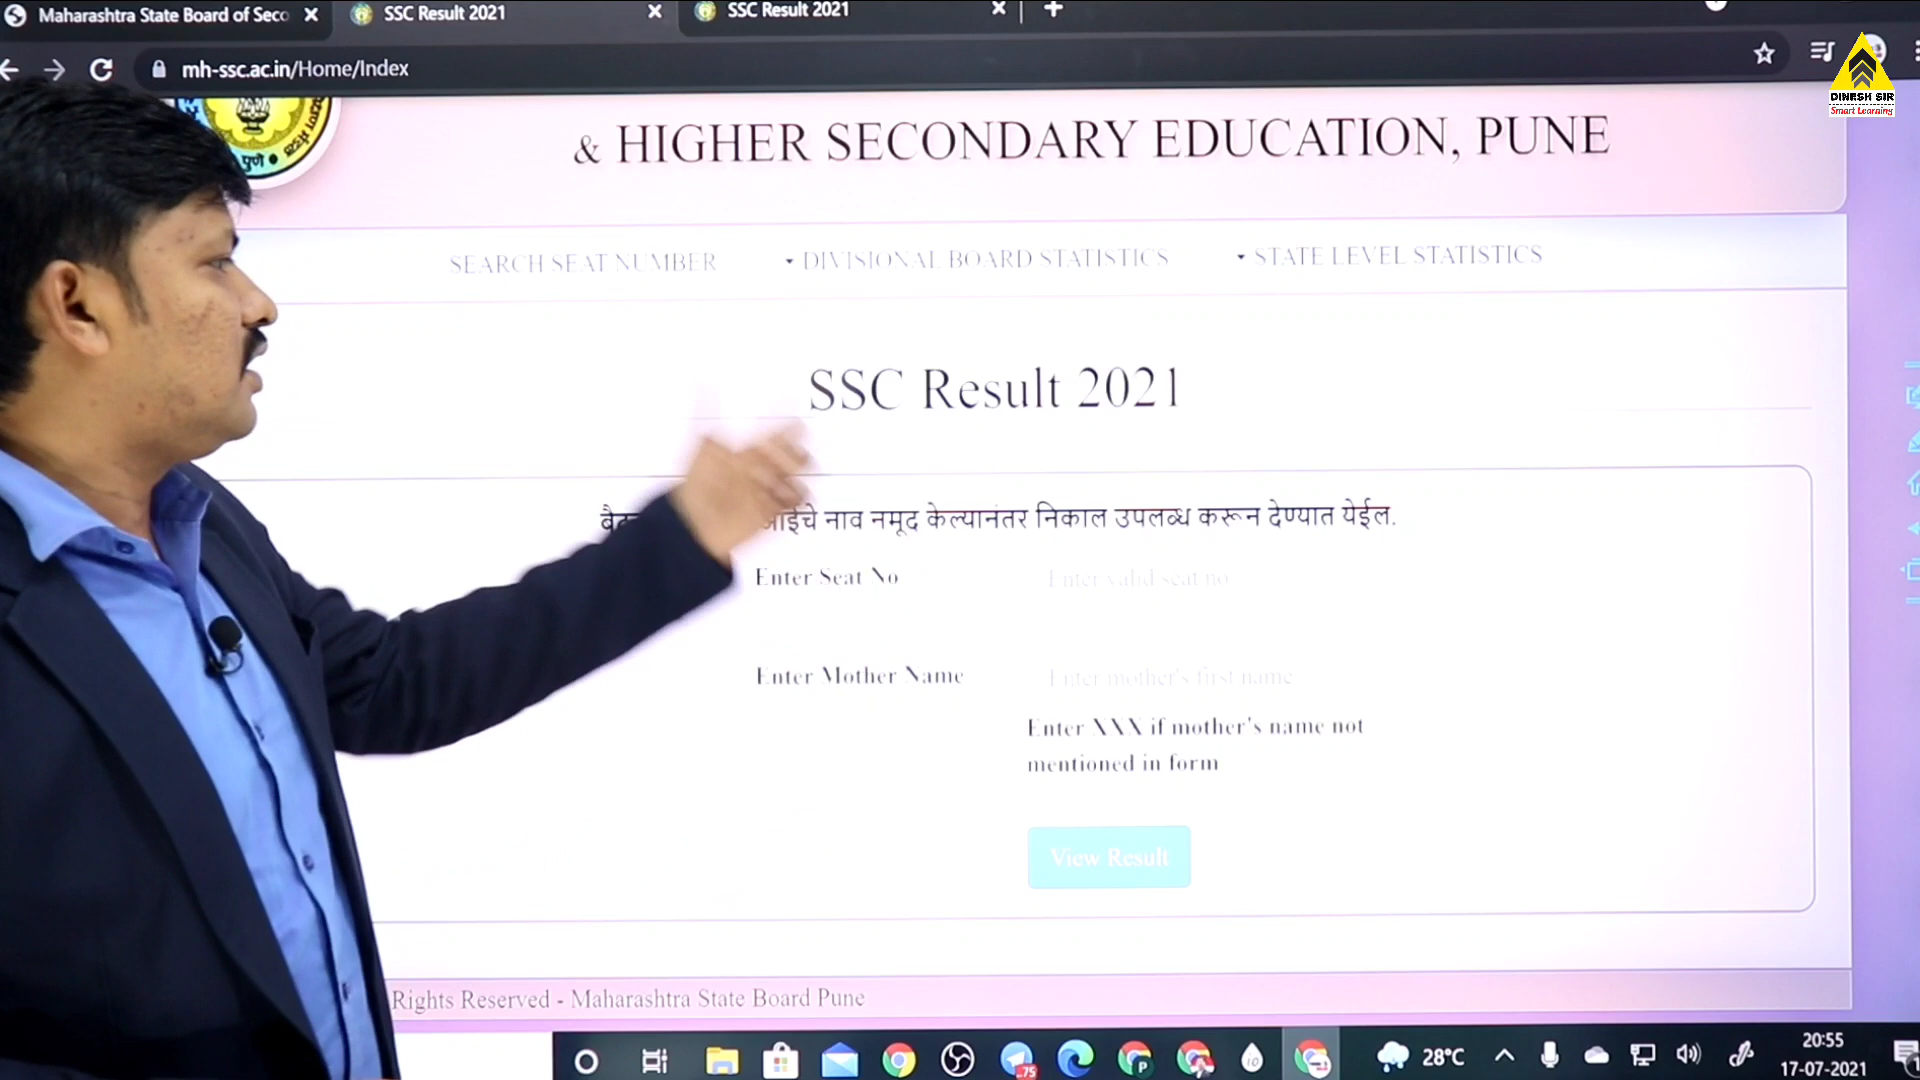 Maharashtra State Board of Seco
SSC Result 2021
SSC Result 2021
mh-ssc.ac.in/Home/Index
DINESH SIR
Smart Learning
पुणे
& HIGHER SECONDARY EDUCATION, PUNE
SEARCH SEAT NUMBER
DIVISIONAL BOARD STATISTICS
STATE LEVEL STATISTICS
SSC Result 2021
नाव नमूद केल्यानंतर निकाल उपलब्ध करून देण्यात येईल.
Enter Seat No
Enter valid seat no
Enter Mother Name
Enter mother's first name
Enter XXX if mother's name not
mentioned in form
View Result
Rights Reserved - Maharashtra State Board Pune
75
P
10
28°C
20:55
17-07-2021